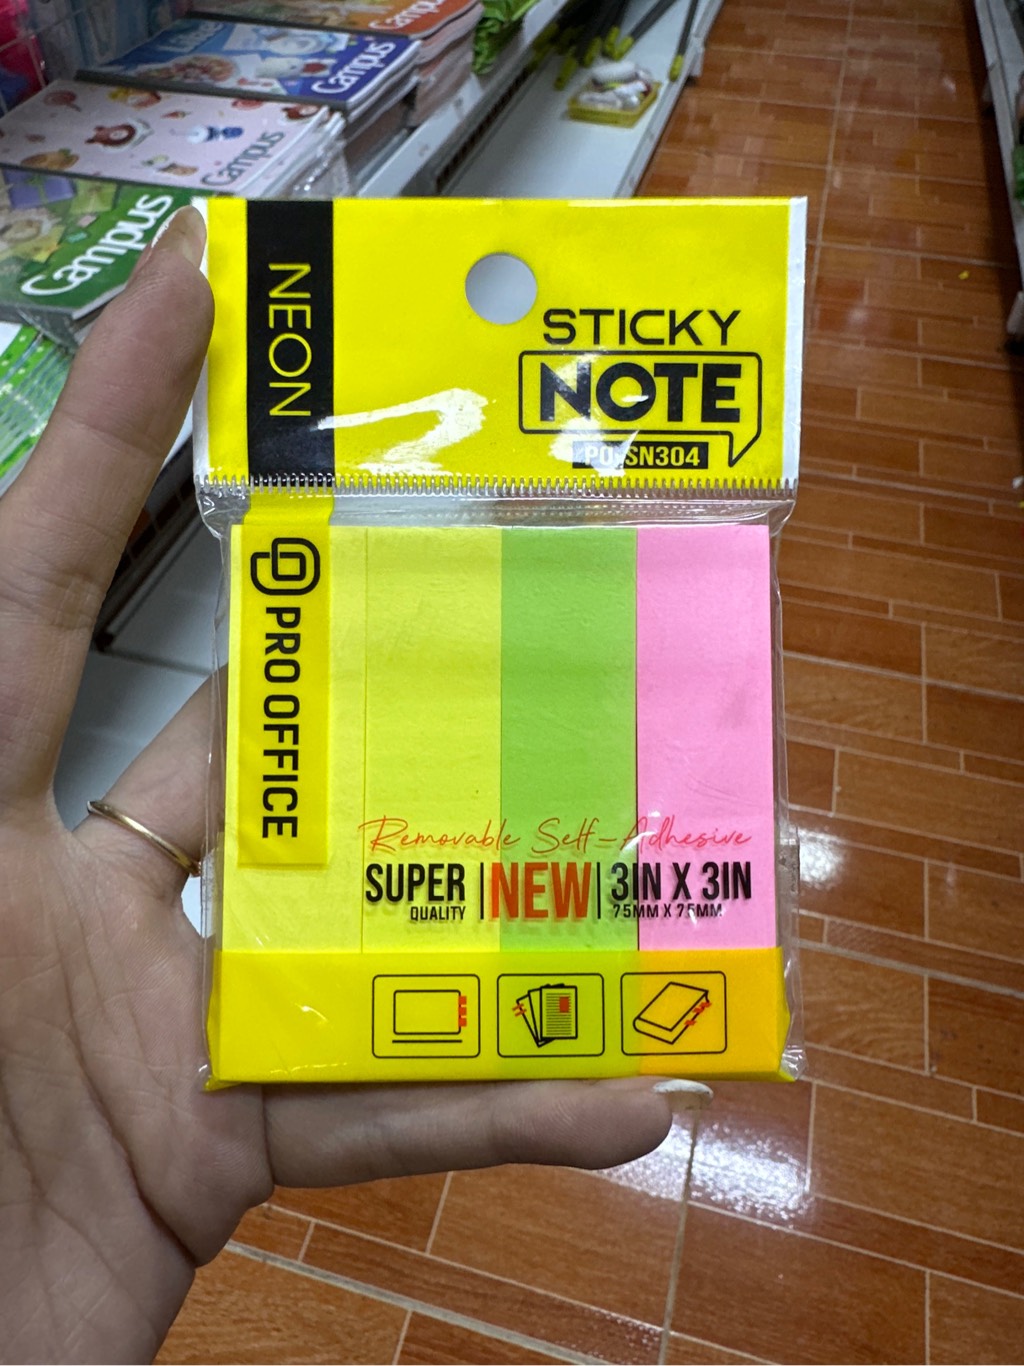 Campus
Campus
Campus
Campus
NEON
STICKY
NOTE
PO-SN304
PRO OFFICE
Removable Self-Adhesive
SUPER
QUALITY
NEW
3IN X 3IN
75MM X 75MM